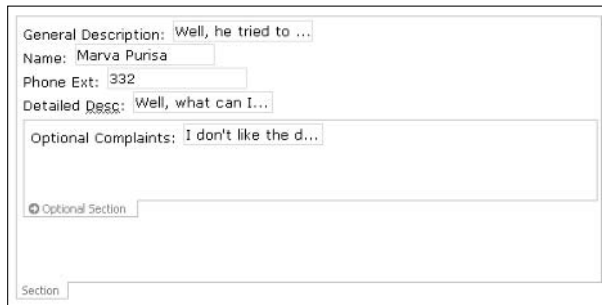 General Description: Well, he tried to ...
Name: Marva Purisa
Phone Ext: 332
Detailed Desc: Well, what can I...
Optional Complaints: I don't like the d...
Optional Section
Section